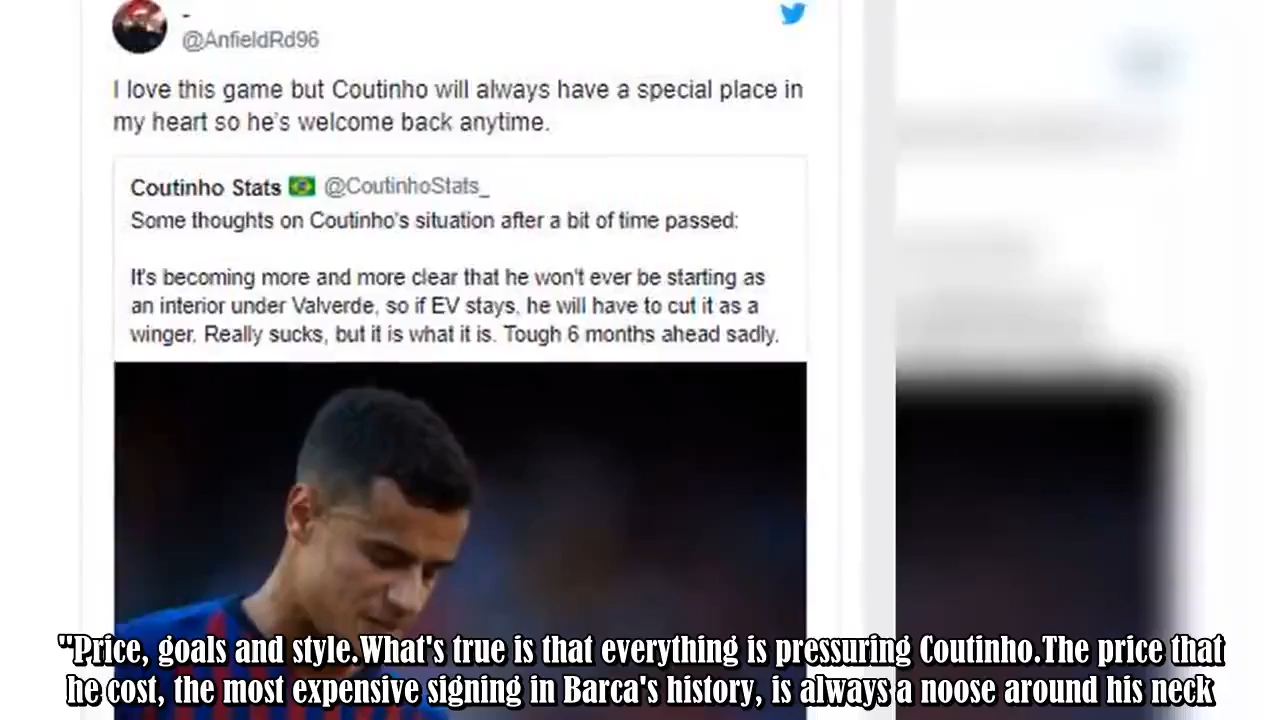 -
@AnfieldRd96
I love this game but Coutinho will always have a special place in
my heart so he's welcome back anytime.
Coutinho Stats 🇧🇷 @CoutinhoStats_
Some thoughts on Coutinho's situation after a bit of time passed:
It's becoming more and more clear that he won't ever be starting as
an interior under Valverde, so if EV stays, he will have to cut it as a
winger. Really sucks, but it is what it is. Tough 6 months ahead sadly.
"Price, goals and style.What's true is that everything is pressuring Coutinho.The price that
he cost, the most expensive signing in Barca's history, is always a noose around his neck